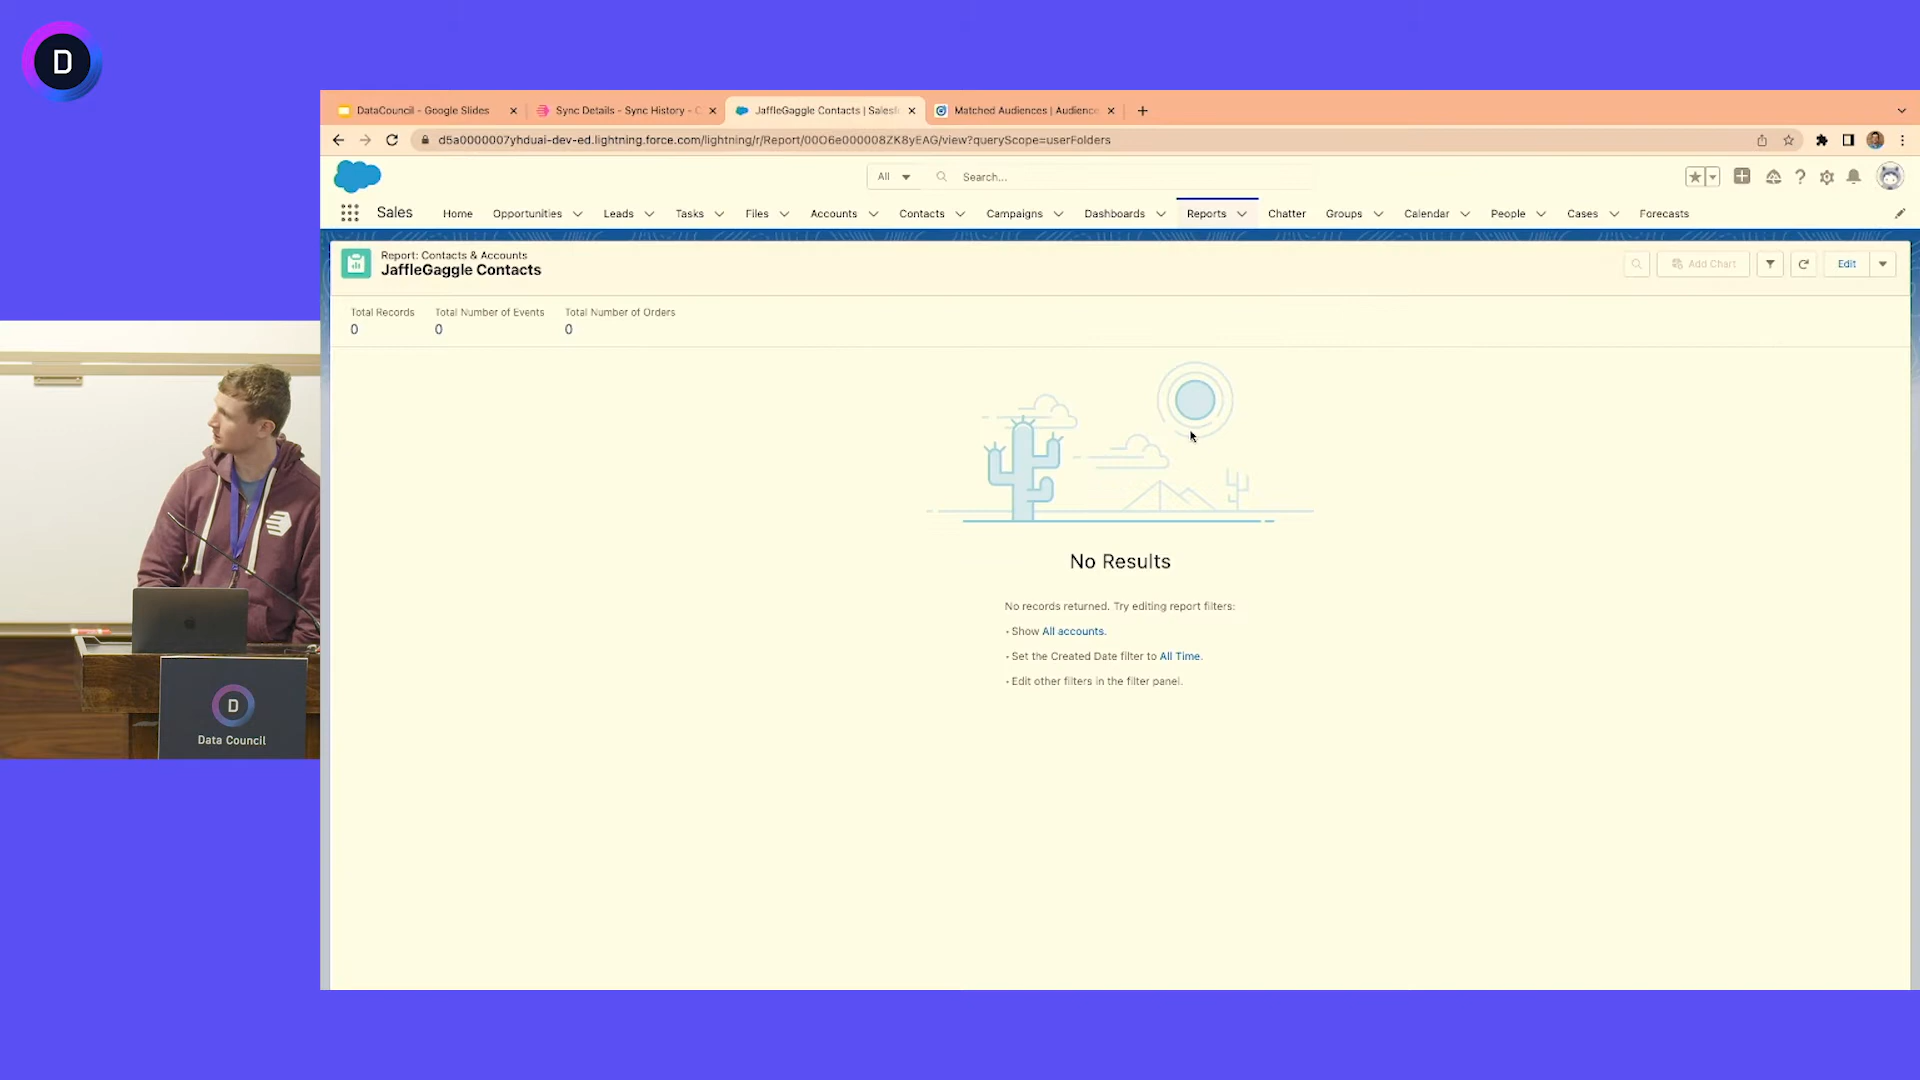 D
DataCouncil - Google Slides
Sync Details - Sync History - C
JaffleGaggle Contacts | Salesf
Matched Audiences | Audience
d5a0000007yhduai-dev-ed.lightning.force.com/lightning/r/Report/00O6e000008ZK8yEAG/view?queryScope=userFolders
All
Search...
Sales
Home
Opportunities
Leads
Tasks
Files
Accounts
Contacts
Campaigns
Dashboards
Reports
Chatter
Groups
Calendar
People
Cases
Forecasts
Report: Contacts & Accounts
JaffleGaggle Contacts
Add Chart
Edit
Total Records
Total Number of Events
Total Number of Orders
0
0
0
No Results
No records returned. Try editing report filters:
• Show All accounts.
• Set the Created Date filter to All Time.
• Edit other filters in the filter panel.
D
Data Council